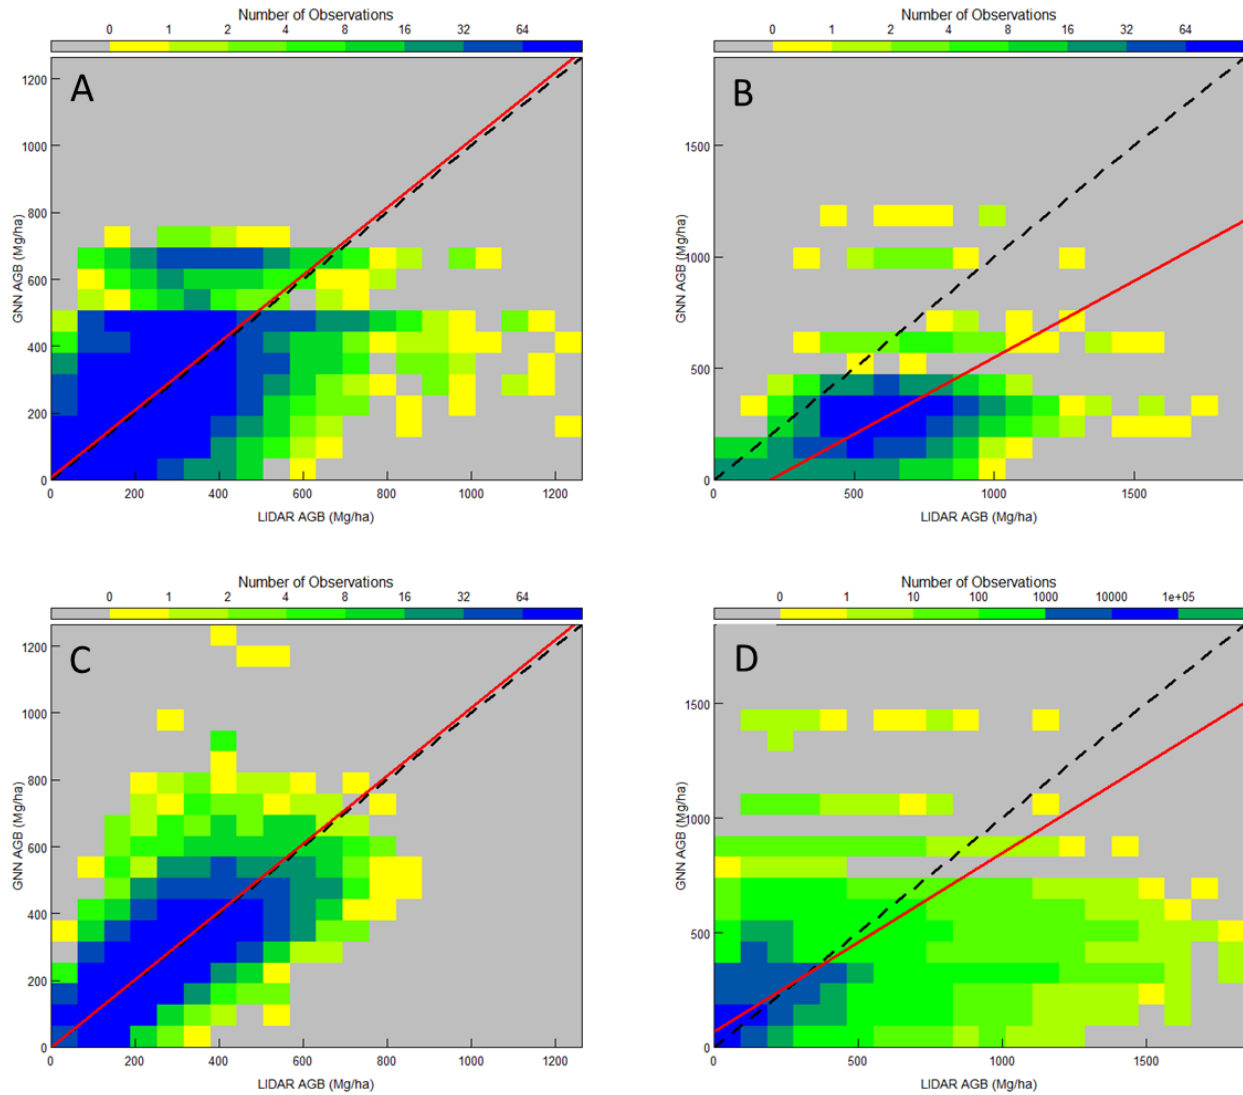 Number of Observations
0 1 2 4 8 16 32 64
A
GNN AGB (Mg/ha)
1200
1000
800
600
400
200
0
0 200 400 600 800 1000 1200
LIDAR AGB (Mg/ha)
Number of Observations
0 1 2 4 8 16 32 64
B
GNN AGB (Mg/ha)
1500
1000
500
0
0 500 1000 1500
LIDAR AGB (Mg/ha)
Number of Observations
0 1 2 4 8 16 32 64
C
GNN AGB (Mg/ha)
1200
1000
800
600
400
200
0
0 200 400 600 800 1000 1200
LIDAR AGB (Mg/ha)
Number of Observations
0 1 10 100 1000 10000 1e+05
D
GNN AGB (Mg/ha)
1500
1000
500
0
0 500 1000 1500
LIDAR AGB (Mg/ha)